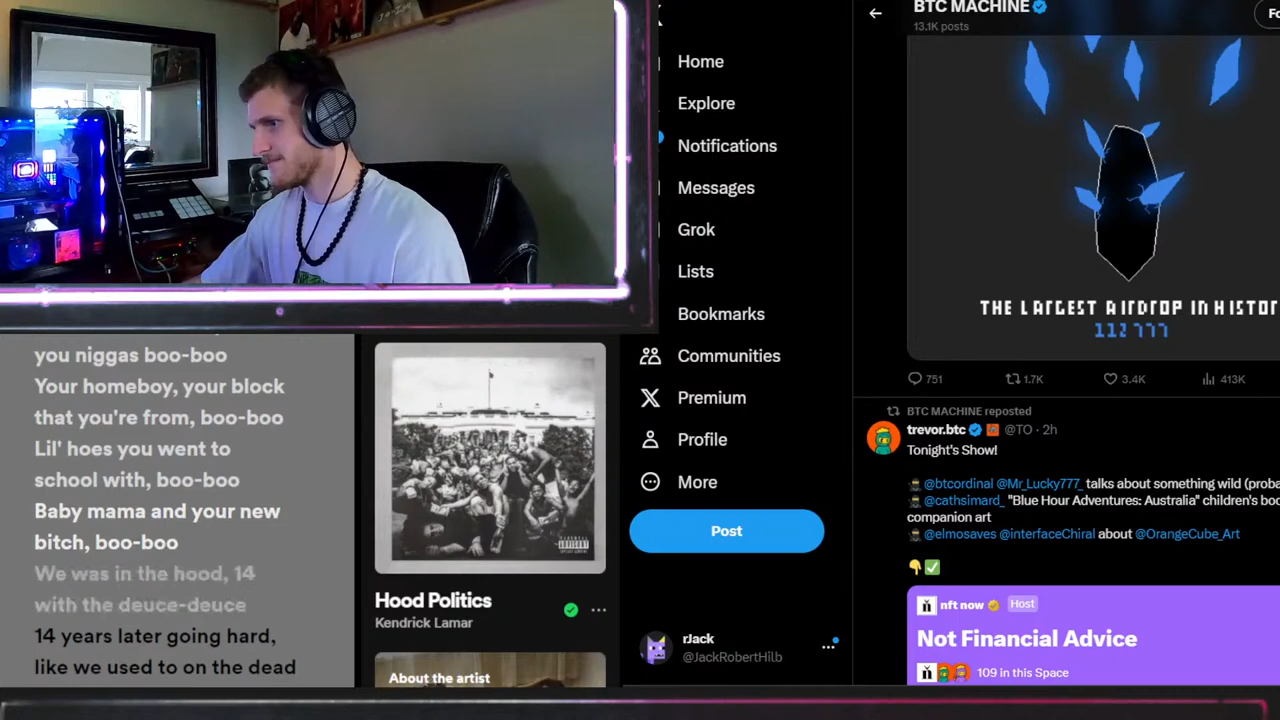 you niggas boo-boo
Your homeboy, your block
that you're from, boo-boo
Lil' hoes you went to
school with, boo-boo
Baby mama and your new
bitch, boo-boo
We was in the hood, 14
with the deuce-deuce
14 years later going hard,
like we used to on the dead
Hood Politics
Kendrick Lamar
About the artist
Home
Explore
Notifications
Messages
Grok
Lists
Bookmarks
Communities
Premium
Profile
More
Post
rJack
@JackRobertHilb
BTC MACHINE
13.1K posts
THE LARGEST AIRDROP IN HISTOR
112 777
751
1.7K
3.4K
413K
BTC MACHINE reposted
trevor.btc @TO · 2h
Tonight's Show!
@btcordinal @Mr_Lucky777_ talks about something wild (proba
@cathsimard_ "Blue Hour Adventures: Australia" children's boo
companion art
@elmosaves @interfaceChiral about @OrangeCube_Art
👇✅
nft now Host
Not Financial Advice
109 in this Space